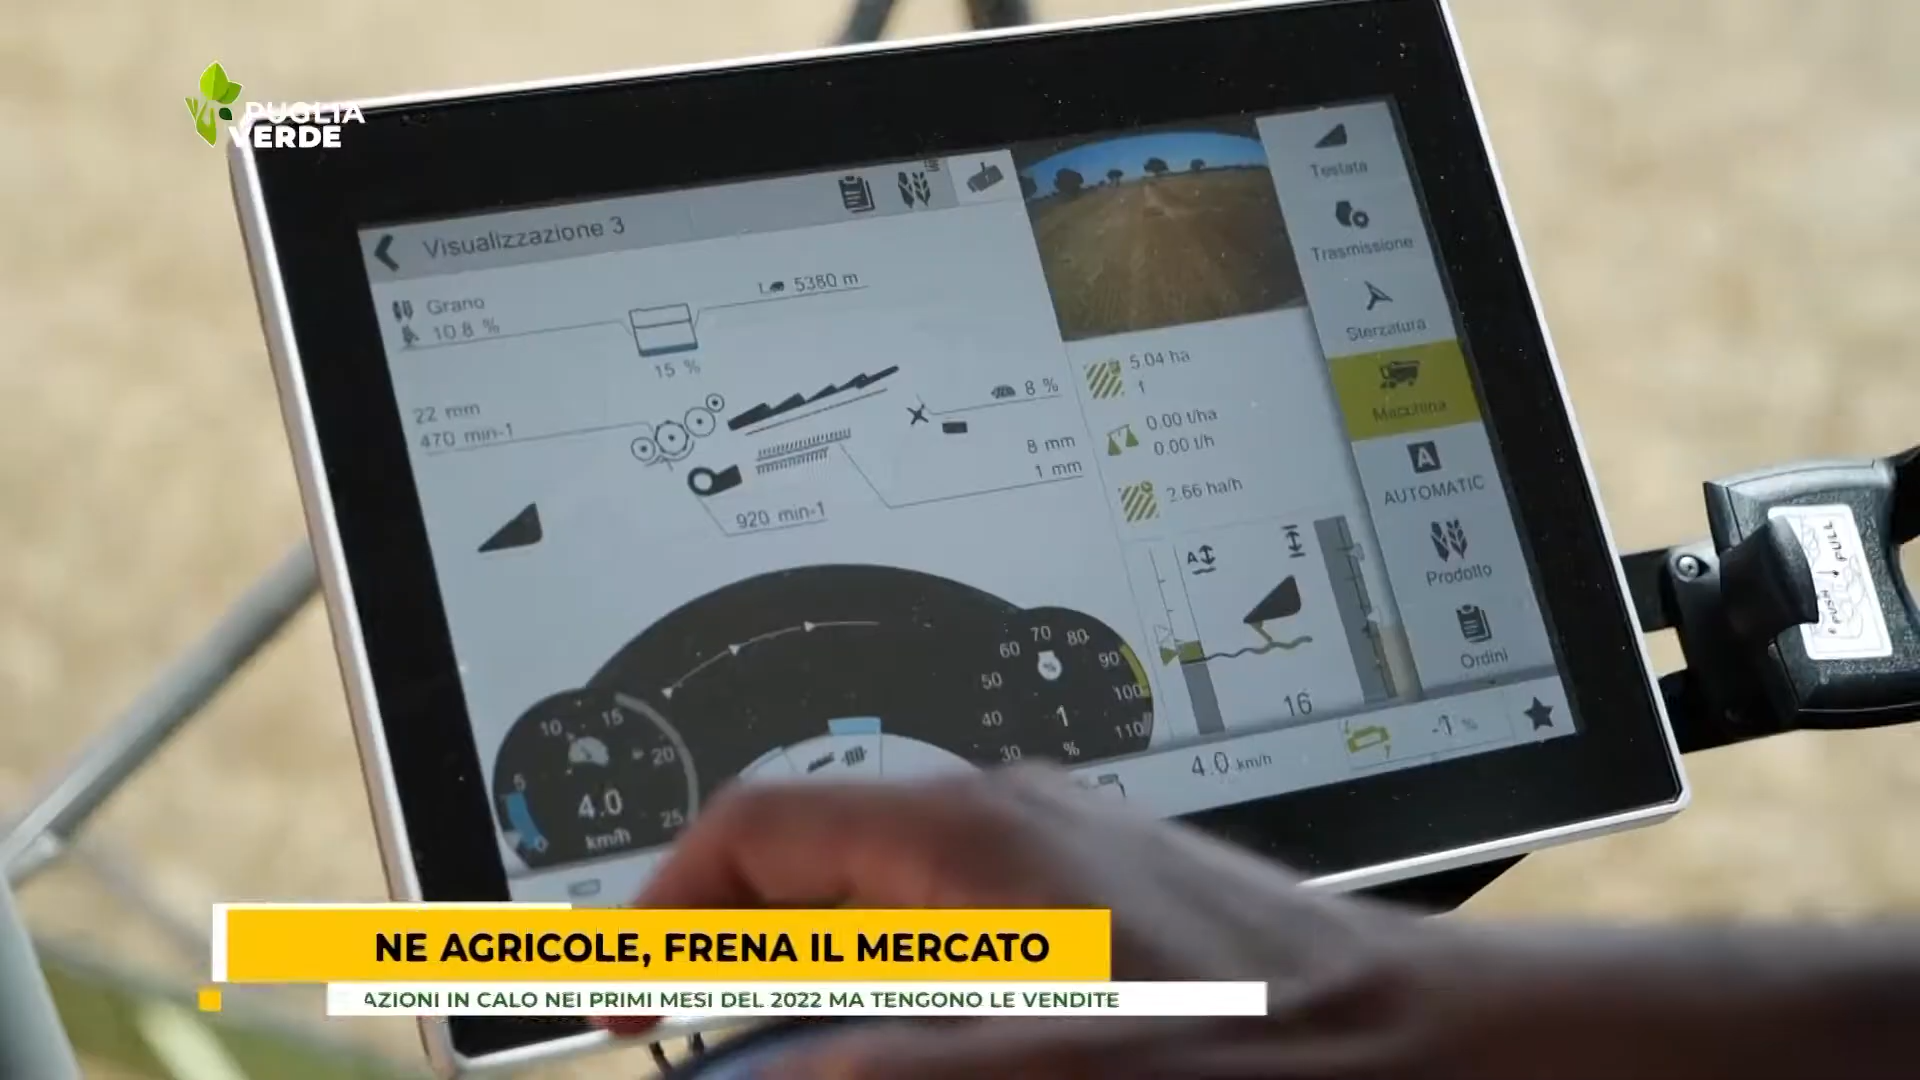 PUGLIA
VERDE
Visualizzazione 3
Grano
10.8 %
5380 m
15 %
22 mm
470 min-1
8 %
8 mm
1 mm
920 min-1
5.04 ha
1
0.00 t/ha
0.00 t/h
2.66 ha/h
Testata
Trasmissione
Sterzatura
Macchina
A
AUTOMATIC
Prodotto
Ordini
A
16
0 5 10 15 20 25
4.0
km/h
30 40 50 60 70 80 90 100 110
%
1
%
4.0 km/h
-1 %
PUSH PULL
NE AGRICOLE, FRENA IL MERCATO
AZIONI IN CALO NEI PRIMI MESI DEL 2022 MA TENGONO LE VENDITE